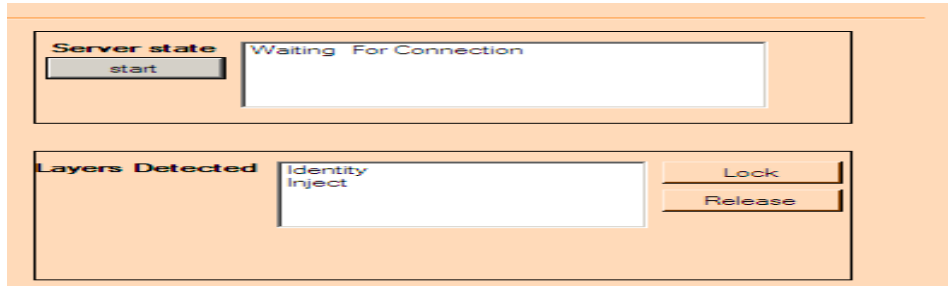 Server state
start
Waiting For Connection
Layers Detected
Identity
Inject
Lock
Release